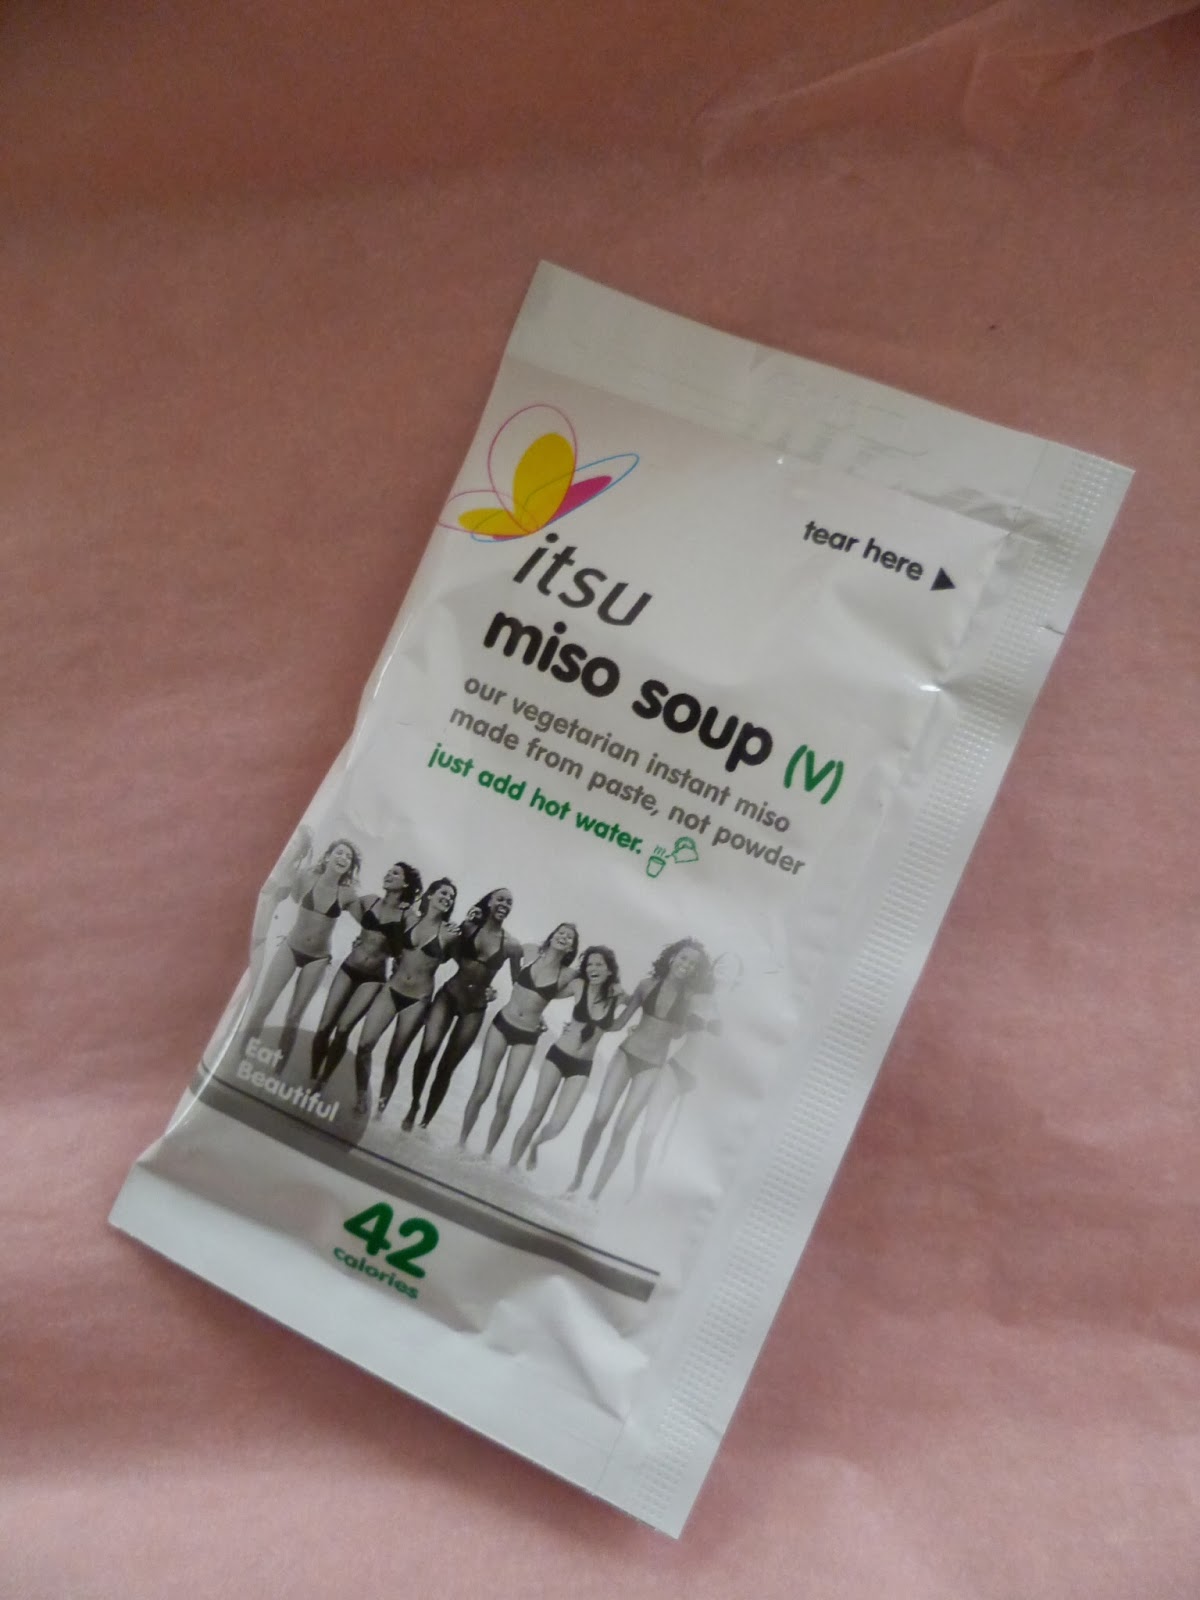 tear here ▶
itsu
miso soup (V)
our vegetarian instant miso
made from paste, not powder
just add hot water.
Eat
Beautiful
42
calories